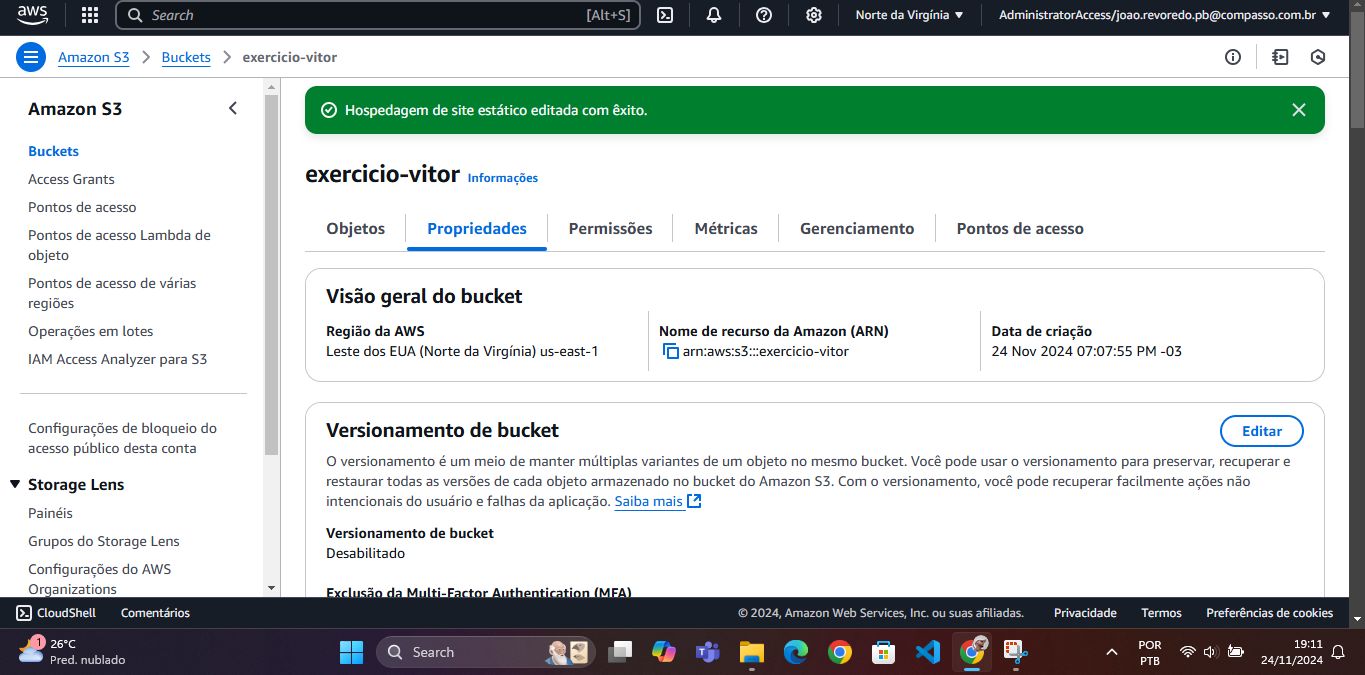 aws
Search
[Alt+S]
Norte da Virgínia
AdministratorAccess/joao.revoredo.pb@compasso.com.br
Amazon S3
Buckets
exercicio-vitor
Amazon S3
Buckets
Access Grants
Pontos de acesso
Pontos de acesso Lambda de
objeto
Pontos de acesso de várias
regiões
Operações em lotes
IAM Access Analyzer para S3
Configurações de bloqueio do
acesso público desta conta
Storage Lens
Painéis
Grupos do Storage Lens
Configurações do AWS
Organizations
Hospedagem de site estático editada com êxito.
exercicio-vitor Informações
Objetos
Propriedades
Permissões
Métricas
Gerenciamento
Pontos de acesso
Visão geral do bucket
Região da AWS
Leste dos EUA (Norte da Virgínia) us-east-1
Nome de recurso da Amazon (ARN)
arn:aws:s3:::exercicio-vitor
Data de criação
24 Nov 2024 07:07:55 PM -03
Versionamento de bucket
Editar
O versionamento é um meio de manter múltiplas variantes de um objeto no mesmo bucket. Você pode usar o versionamento para preservar, recuperar e
restaurar todas as versões de cada objeto armazenado no bucket do Amazon S3. Com o versionamento, você pode recuperar facilmente ações não
intencionais do usuário e falhas da aplicação. Saiba mais
Versionamento de bucket
Desabilitado
Exclusão da Multi-Factor Authentication (MFA)
CloudShell
Comentários
© 2024, Amazon Web Services, Inc. ou suas afiliadas.
Privacidade
Termos
Preferências de cookies
1
26°C
Pred. nublado
Search
POR
PTB
19:11
24/11/2024